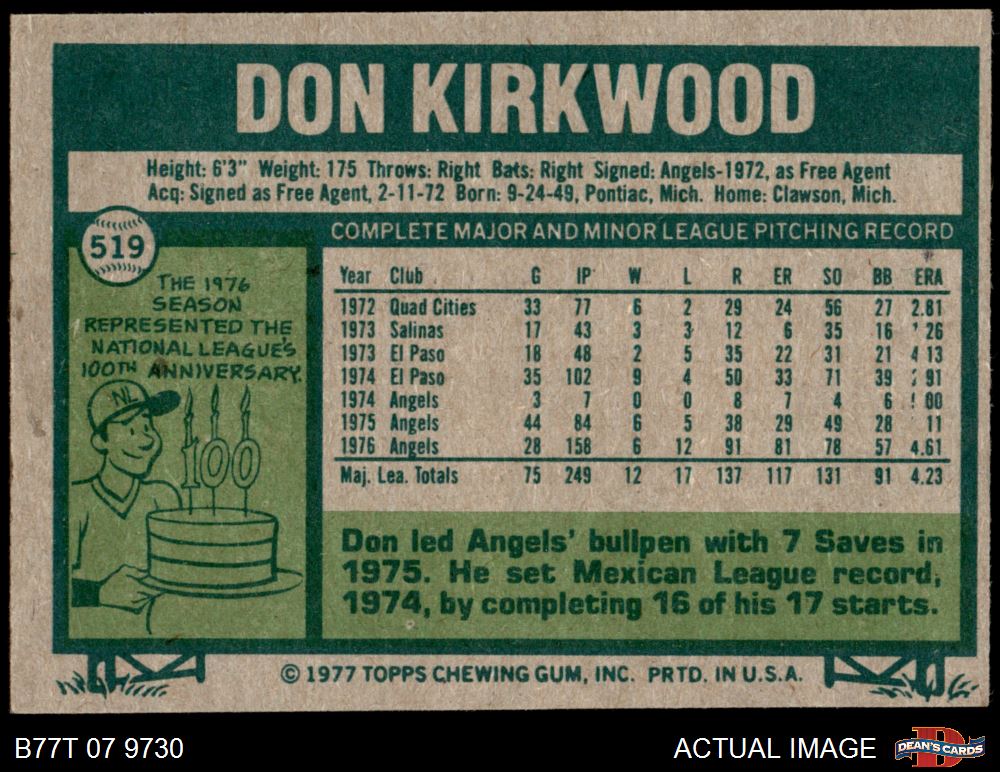 DON KIRKWOOD
Height: 6'3" Weight: 175 Throws: Right Bats: Right Signed: Angels-1972, as Free Agent
Acq: Signed as Free Agent, 2-11-72 Born: 9-24-49, Pontiac, Mich. Home: Clawson, Mich.
519
THE 1976
SEASON
REPRESENTED THE
NATIONAL LEAGUE'S
100TH ANNIVERSARY.
NL
100
COMPLETE MAJOR AND MINOR LEAGUE PITCHING RECORD
Year Club G IP W L R ER SO BB ERA
1972 Quad Cities 33 77 6 2 29 24 56 27 2.81
1973 Salinas 17 43 3 3 12 6 35 16 26
1973 El Paso 18 48 2 5 35 22 31 21 4 13
1974 El Paso 35 102 9 4 50 33 71 39 91
1974 Angels 3 7 0 0 8 7 4 6 00
1975 Angels 44 84 6 5 38 29 49 28 11
1976 Angels 28 158 6 12 91 81 78 57 4.61
Maj. Lea. Totals 75 249 12 17 137 117 131 91 4.23
Don led Angels' bullpen with 7 Saves in
1975. He set Mexican League record,
1974, by completing 16 of his 17 starts.
© 1977 TOPPS CHEWING GUM, INC. PRTD. IN U.S.A.
B77T 07 9730
ACTUAL IMAGE
D
DEAN'S CARDS